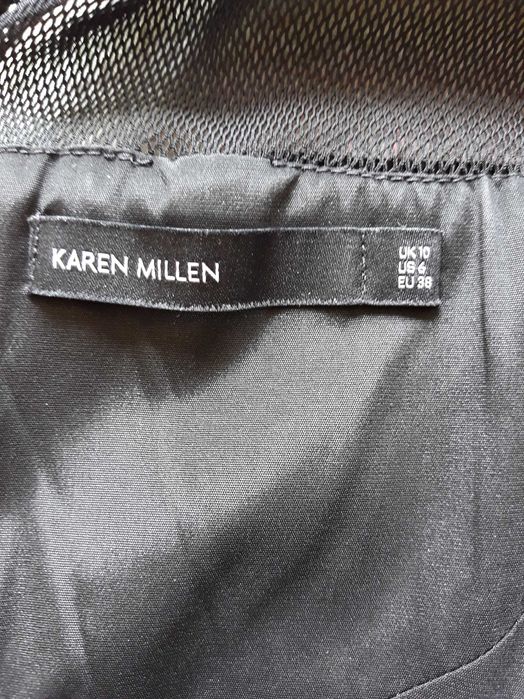 KAREN MILLEN
UK 10
US 6
EU 38